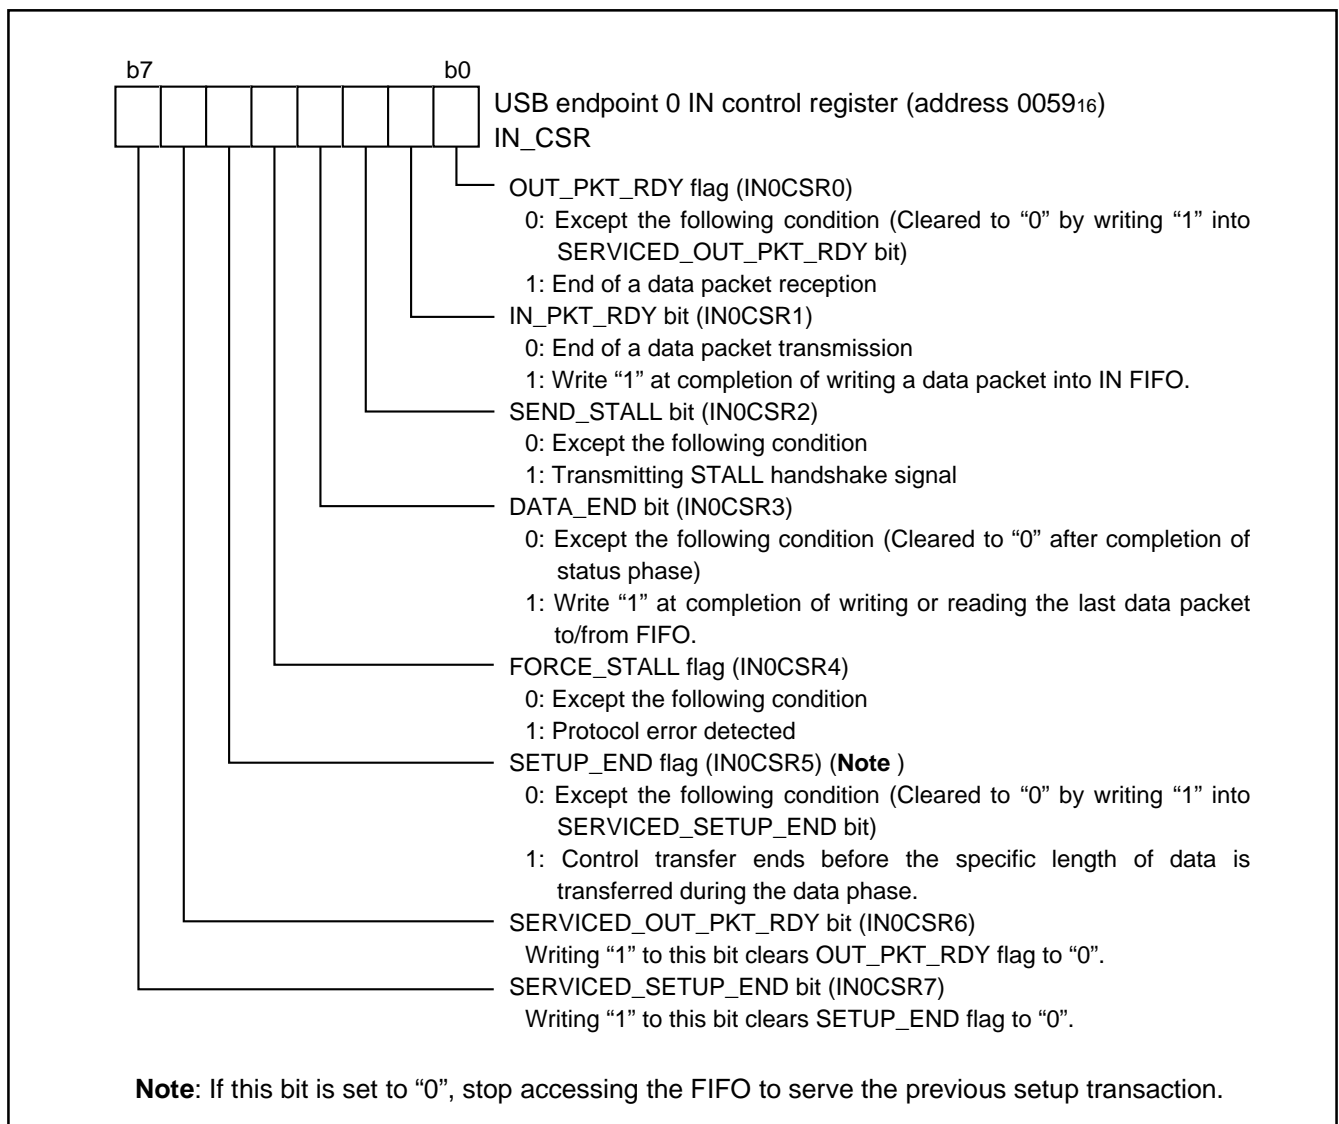 b7 b0
USB endpoint 0 IN control register (address 005916)
IN_CSR
OUT_PKT_RDY flag (IN0CSR0)
0: Except the following condition (Cleared to “0” by writing “1” into
SERVICED_OUT_PKT_RDY bit)
1: End of a data packet reception
IN_PKT_RDY bit (IN0CSR1)
0: End of a data packet transmission
1: Write “1” at completion of writing a data packet into IN FIFO.
SEND_STALL bit (IN0CSR2)
0: Except the following condition
1: Transmitting STALL handshake signal
DATA_END bit (IN0CSR3)
0: Except the following condition (Cleared to “0” after completion of
status phase)
1: Write “1” at completion of writing or reading the last data packet
to/from FIFO.
FORCE_STALL flag (IN0CSR4)
0: Except the following condition
1: Protocol error detected
SETUP_END flag (IN0CSR5) (Note )
0: Except the following condition (Cleared to “0” by writing “1” into
SERVICED_SETUP_END bit)
1: Control transfer ends before the specific length of data is
transferred during the data phase.
SERVICED_OUT_PKT_RDY bit (IN0CSR6)
Writing “1” to this bit clears OUT_PKT_RDY flag to “0”.
SERVICED_SETUP_END bit (IN0CSR7)
Writing “1” to this bit clears SETUP_END flag to “0”.
Note: If this bit is set to “0”, stop accessing the FIFO to serve the previous setup transaction.